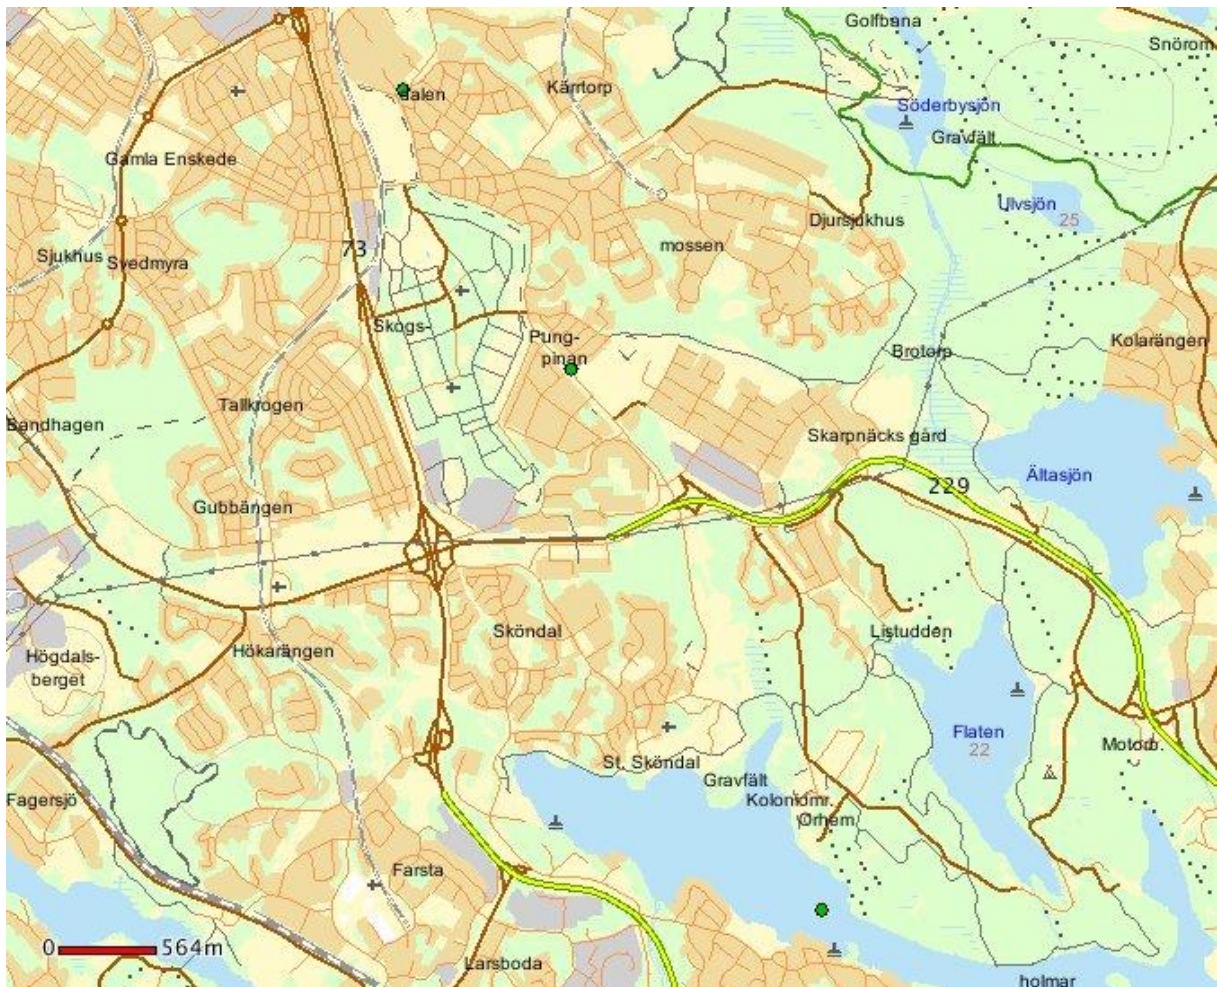 Golfbana
Snörom
Kärrtorp
dalen
Söderbysjön
Gravfält
Gamla Enskede
Ulvsjön
25
Djursjukhus
mossen
73
Sjukhus
Svedmyra
Skogs-
Pung-
pinan
Brotorp
Kolarängen
Tallkrogen
Bandhagen
Skarpnäcks gård
Ältasjön
229
Gubbängen
Sköndal
Listudden
Hökarängen
Högdals-
berget
Flaten
22
Motorb.
St. Sköndal
Gravfält
Koloniomr.
Orhem
Fagersjö
Farsta
0 564m
Larsboda
holmar